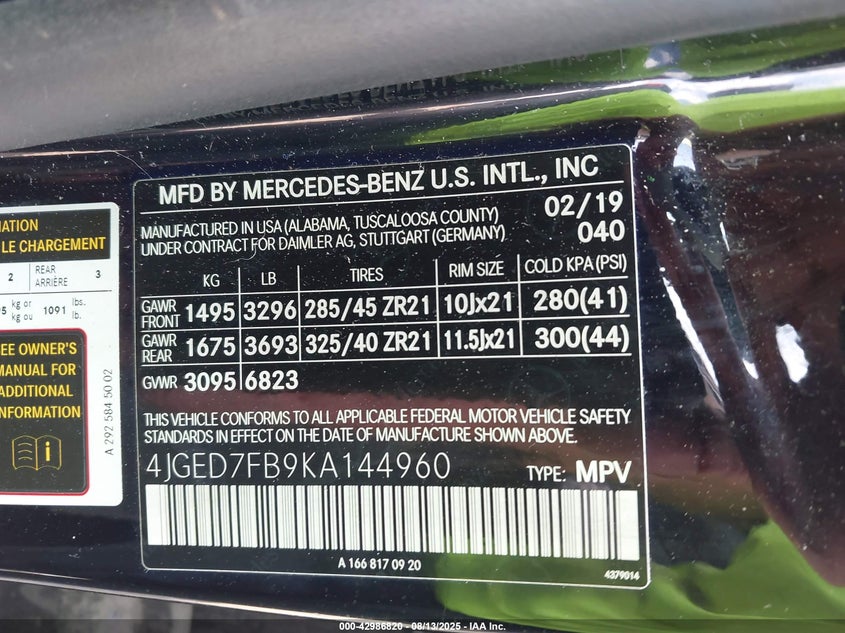 MFD BY MERCEDES-BENZ U.S. INTL., INC
MANUFACTURED IN USA (ALABAMA, TUSCALOOSA COUNTY) 02/19
UNDER CONTRACT FOR DAIMLER AG, STUTTGART (GERMANY) 040
KG LB TIRES RIM SIZE COLD KPA (PSI)
GAWR FRONT 1495 3296 285/45 ZR21 10Jx21 280(41)
GAWR REAR 1675 3693 325/40 ZR21 11.5Jx21 300(44)
GVWR 3095 6823
THIS VEHICLE CONFORMS TO ALL APPLICABLE FEDERAL MOTOR VEHICLE SAFETY
STANDARDS IN EFFECT ON THE DATE OF MANUFACTURE SHOWN ABOVE.
4JGED7FB9KA144960 TYPE: MPV
A 166 817 09 20
4379014
CHARGEMENT
2 REAR ARRIÈRE 3
kg or
kg ou 1091 lbs.
lb.
OWNER'S
MANUAL FOR
ADDITIONAL
INFORMATION
A 292 584 50 02
000-42986820 - 08/13/2025 - IAA Inc.